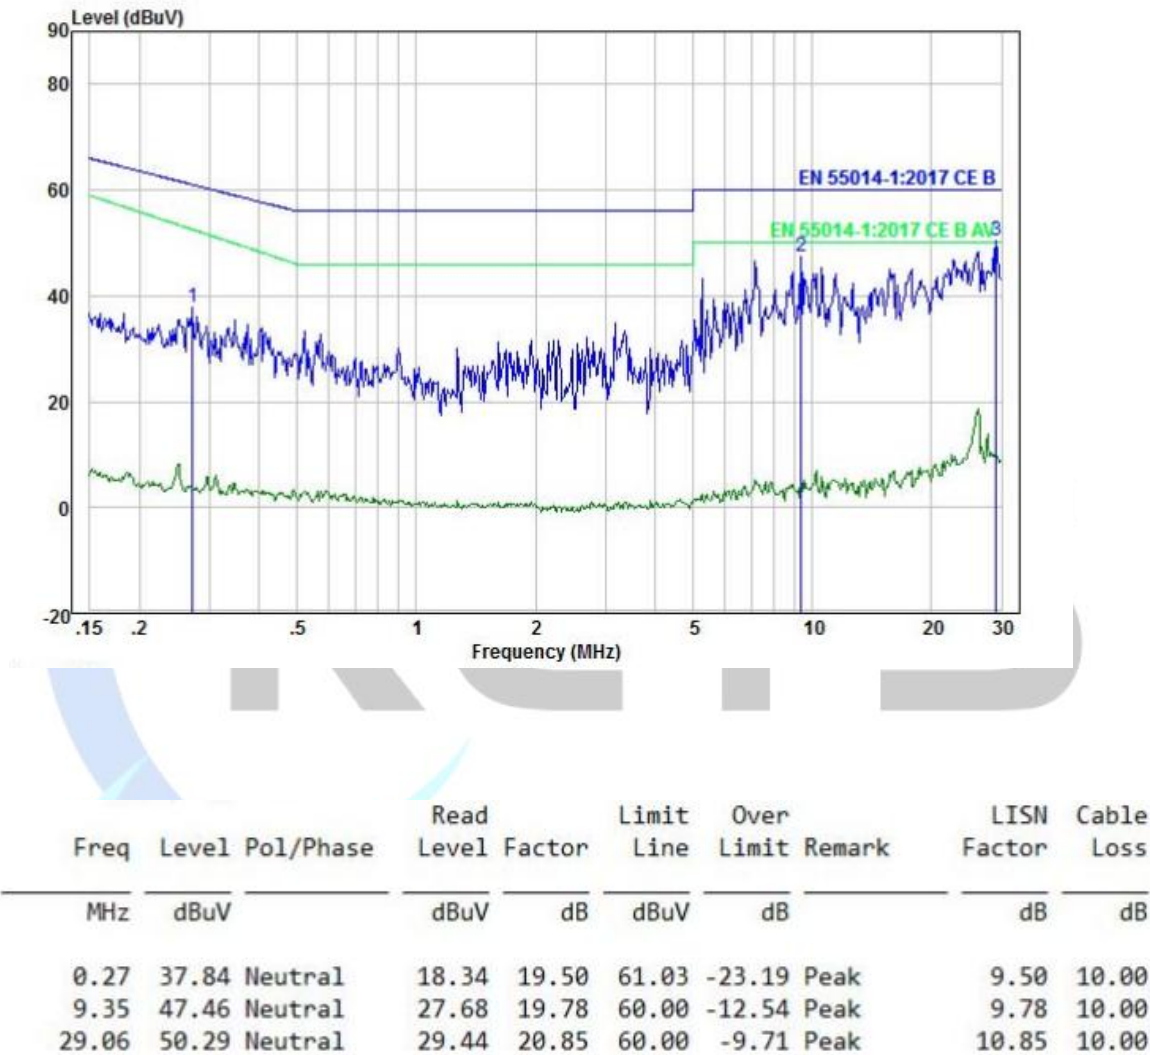 Level (dBuV)
90
80
60
EN 55014-1:2017 CE B
EN 55014-1:2017 CE B AV
3
2
40
1
20
0
-20
.15 .2 .5 1 2 5 10 20 30
Frequency (MHz)
Read Limit Over LISN Cable
Freq Level Pol/Phase Level Factor Line Limit Remark Factor Loss
MHz dBuV dBuV dB dBuV dB dB dB
0.27 37.84 Neutral 18.34 19.50 61.03 -23.19 Peak 9.50 10.00
9.35 47.46 Neutral 27.68 19.78 60.00 -12.54 Peak 9.78 10.00
29.06 50.29 Neutral 29.44 20.85 60.00 -9.71 Peak 10.85 10.00